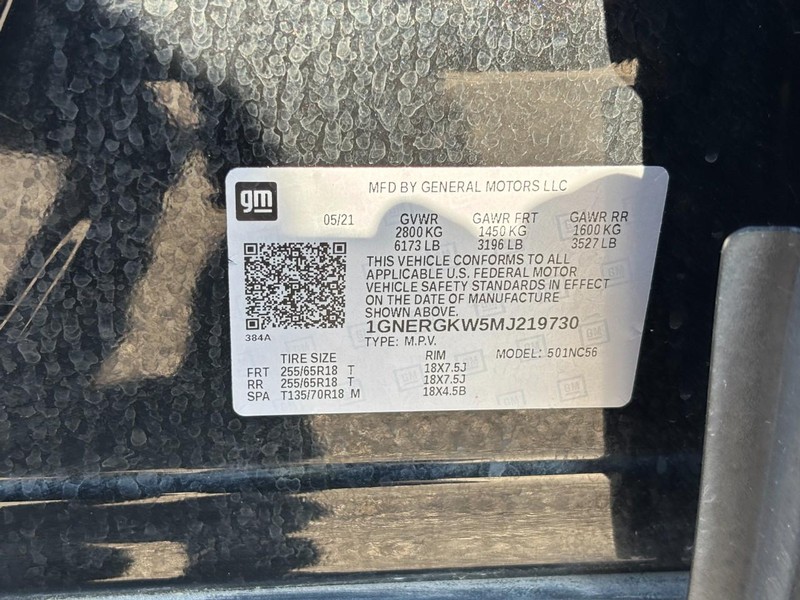 gm
MFD BY GENERAL MOTORS LLC
05/21 GVWR GAWR FRT GAWR RR
2800 KG 1450 KG 1600 KG
6173 LB 3196 LB 3527 LB
THIS VEHICLE CONFORMS TO ALL
APPLICABLE U.S. FEDERAL MOTOR
VEHICLE SAFETY STANDARDS IN EFFECT
ON THE DATE OF MANUFACTURE
SHOWN ABOVE.
1GNERGKW5MJ219730
384A
TYPE: M.P.V.
TIRE SIZE RIM MODEL: 501NC56
FRT 255/65R18 T 18X7.5J
RR 255/65R18 T 18X7.5J
SPA T135/70R18 M 18X4.5B